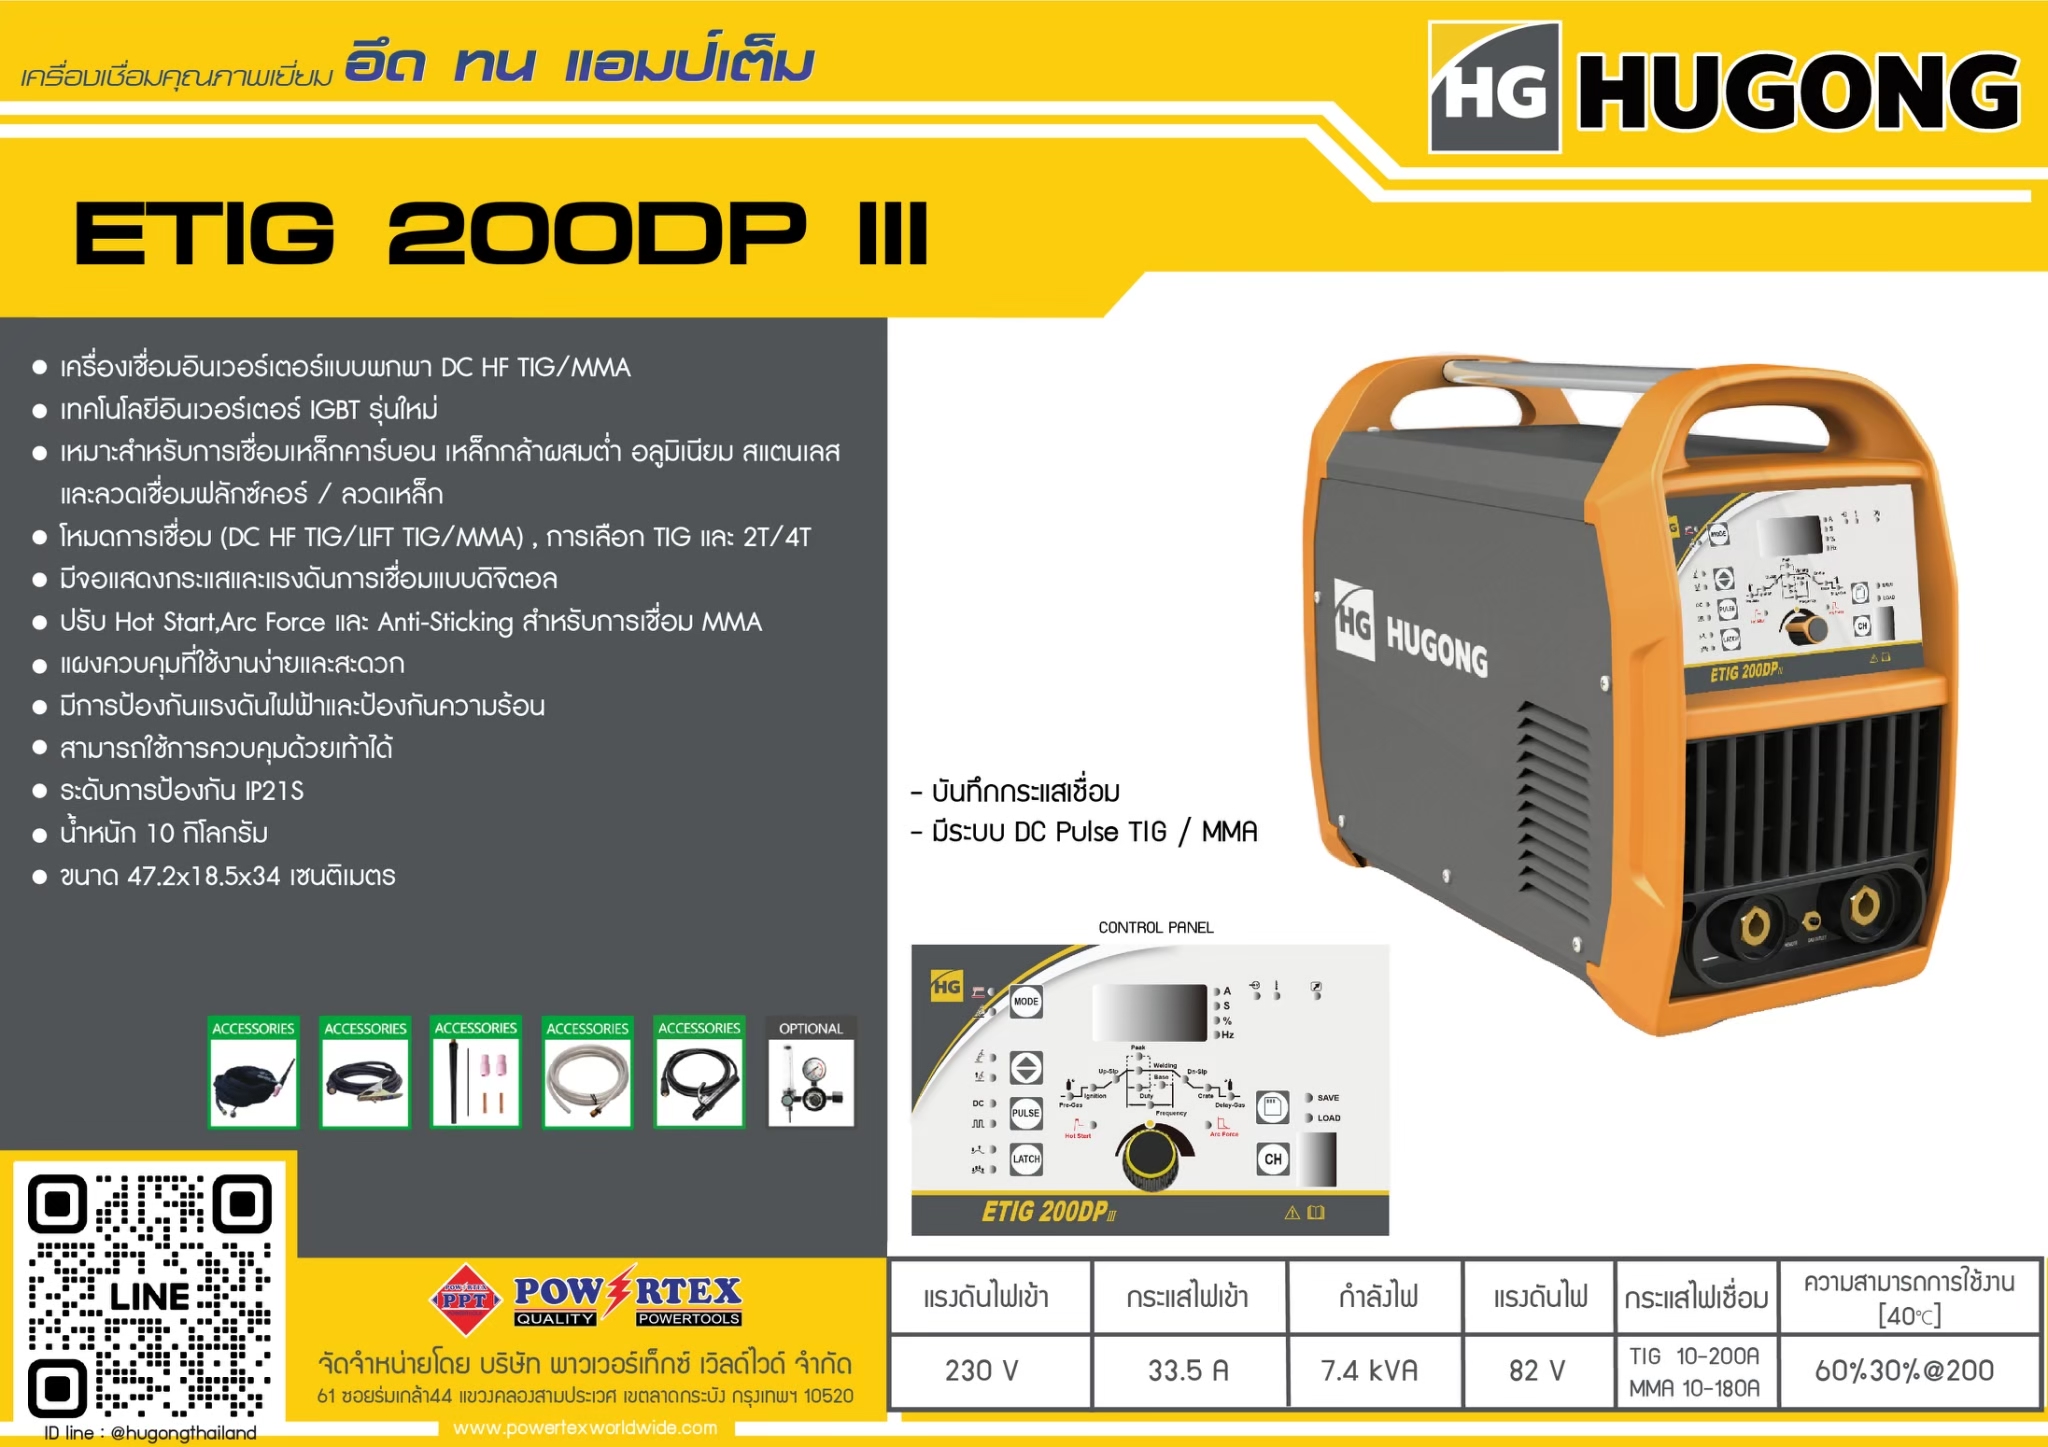 เครื่องเชื่อมคุณภาพเยี่ยม อึด ทน แอมป์เต็ม
HG HUGONG
ETIG 200DP III
● เครื่องเชื่อมอินเวอร์เตอร์แบบพกพา DC HF TIG/MMA
● เทคโนโลยีอินเวอร์เตอร์ IGBT รุ่นใหม่
● เหมาะสำหรับการเชื่อมเหล็กคาร์บอน เหล็กกล้าผสมต่ำ อลูมิเนียม สแตนเลส
และลวดเชื่อมฟลักซ์คอร์ / ลวดเหล็ก
● โหมดการเชื่อม (DC HF TIG/LIFT TIG/MMA) , การเลือก TIG และ 2T/4T
● มีจอแสดงกระแสและแรงดันการเชื่อมแบบดิจิตอล
● ปรับ Hot Start,Arc Force และ Anti-Sticking สำหรับการเชื่อม MMA
● แผงควบคุมที่ใช้งานง่ายและสะดวก
● มีการป้องกันแรงดันไฟฟ้าและป้องกันความร้อน
● สามารถใช้การควบคุมด้วยเท้าได้
● ระดับการป้องกัน IP21S
● น้ำหนัก 10 กิโลกรัม
● ขนาด 47.2x18.5x34 เซนติเมตร
- บันทึกกระแสเชื่อม
- มีระบบ DC Pulse TIG / MMA
HG HUGONG
MODE
PULSE
LATCH
CH
ETIG 200DP
ACCESSORIES ACCESSORIES ACCESSORIES ACCESSORIES ACCESSORIES OPTIONAL
CONTROL PANEL
HG
MODE
A
S
%
Hz
Peak
Up-Slp Welding Dn-Slp
Base
Ignition Duty Crate
Pre-Gas Frequency Delay-Gas
DC PULSE
Hot Start Arc Force
SAVE
LOAD
LATCH
CH
ETIG 200DP III
LINE
ID line : @hugongthailand
POWERTEX PPT
POWERTEX
QUALITY POWERTOOLS
จัดจำหน่ายโดย บริษัท พาวเวอร์เท็กซ์ เวิลด์ไวด์ จำกัด
61 ซอยร่มเกล้า44 แขวงคลองสามประเวศ เขตลาดกระบัง กรุงเทพฯ 10520
www.powertexworldwide.com
แรงดันไฟเข้า กระแสไฟเข้า กำลังไฟ แรงดันไฟ กระแสไฟเชื่อม ความสามารถการใช้งาน
[40℃]
230 V 33.5 A 7.4 kVA 82 V TIG 10-200A 60%30%@200
MMA 10-180A